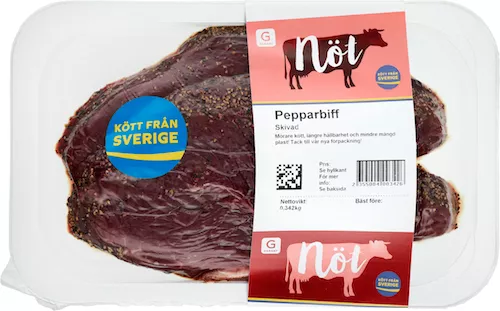 G
Nöt
KÖTT FRÅN
SVERIGE
KÖTT FRÅN
SVERIGE
Pepparbiff
Skivad
Mörare kött, längre hållbarhet och mindre mängd
plast! Tack till vår nya förpackning!
Pris:
Se hyllkant
För mer
info:
Se baksida
Nettovikt:
0,342kg
Bäst före:
G
Nöt
KÖTT FRÅN
SVERIGE